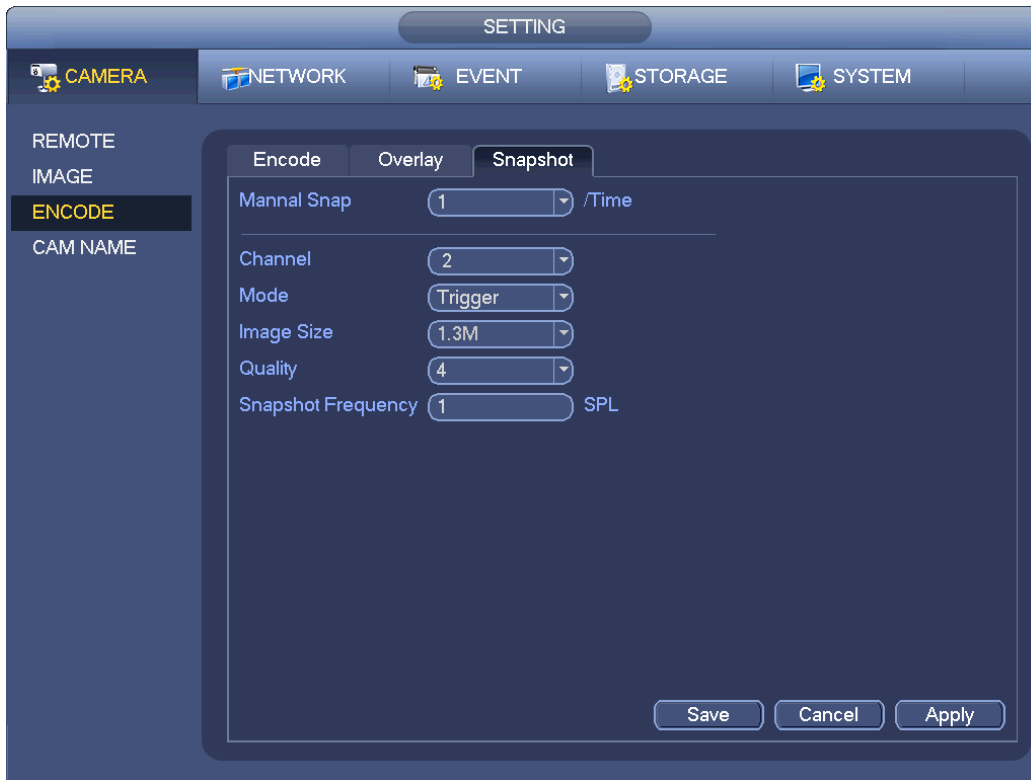 SETTING
CAMERA NETWORK EVENT STORAGE SYSTEM
REMOTE
IMAGE
ENCODE
CAM NAME
Encode Overlay Snapshot
Mannal Snap 1 /Time
Channel 2
Mode Trigger
Image Size 1.3M
Quality 4
Snapshot Frequency 1 SPL
Save Cancel Apply